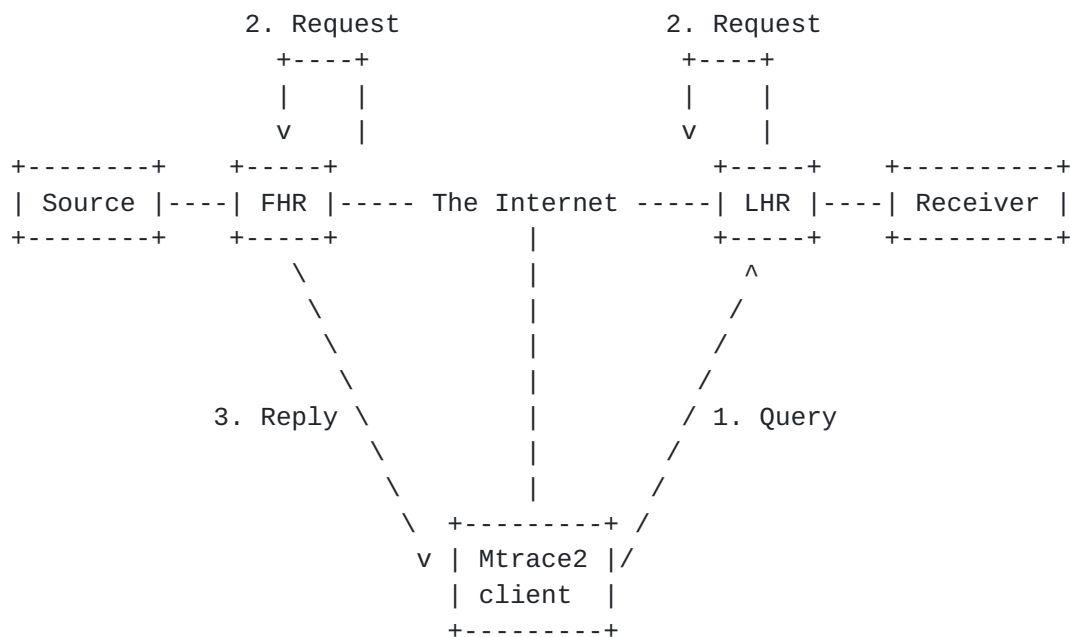 2. Request                 2. Request
+----+                    +----+
|    |                    |    |
v    |                    v    |
+--------+    +-----+                        +-----+    +----------+
| Source |----| FHR |----- The Internet -----| LHR |----| Receiver |
+--------+    +-----+            |           +-----+    +----------+
\              |             ^
\             |            /
\            |           /
\           |          /
3. Reply \          |         / 1. Query
\         |        /
\        |       /
\  +---------+ /
v | Mtrace2 |/
| client  |
+---------+